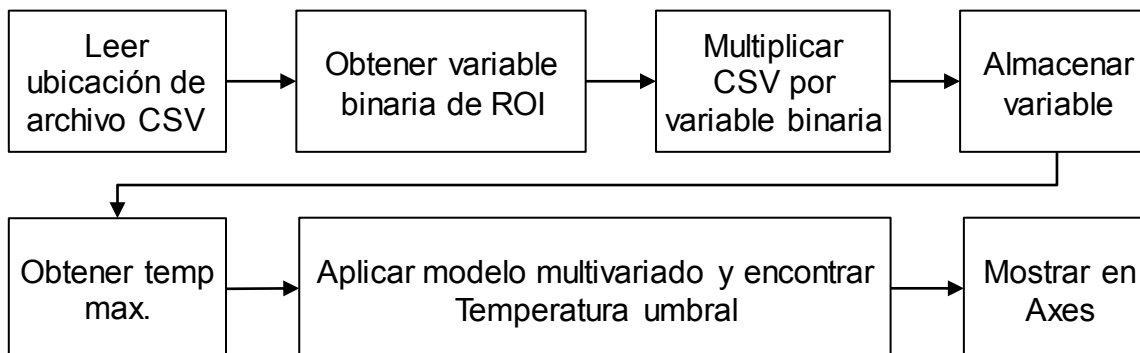 Leer
ubicación de
archivo CSV
Obtener variable
binaria de ROI
Multiplicar
CSV por
variable binaria
Almacenar
variable
Obtener temp
max.
Aplicar modelo multivariado y encontrar
Temperatura umbral
Mostrar en
Axes